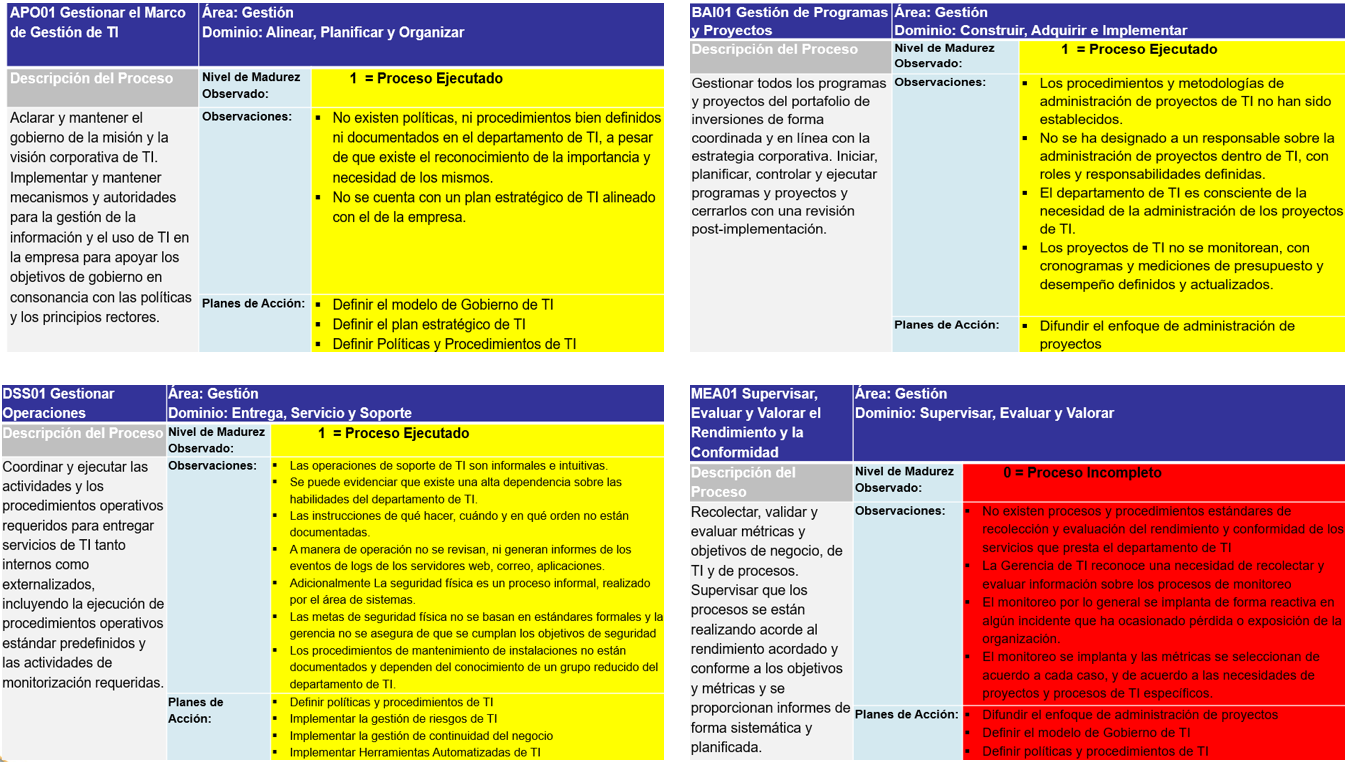 APO01 Gestionar el Marco
de Gestión de TI
Área: Gestión
Dominio: Alinear, Planificar y Organizar
Descripción del Proceso
Nivel de Madurez
Observado:
1 = Proceso Ejecutado
Aclarar y mantener el
gobierno de la misión y la
visión corporativa de TI.
Implementar y mantener
mecanismos y autoridades
para la gestión de la
información y el uso de TI en
la empresa para apoyar los
objetivos de gobierno en
consonancia con las políticas
y los principios rectores.
Observaciones:
▪ No existen políticas, ni procedimientos bien definidos
ni documentados en el departamento de TI, a pesar
de que existe el reconocimiento de la importancia y
necesidad de los mismos.
▪ No se cuenta con un plan estratégico de TI alineado
con el de la empresa.
Planes de Acción:
▪ Definir el modelo de Gobierno de TI
▪ Definir el plan estratégico de TI
▪ Definir Políticas y Procedimientos de TI
BAI01 Gestión de Programas
y Proyectos
Área: Gestión
Dominio: Construir, Adquirir e Implementar
Descripción del Proceso
Nivel de Madurez
Observado:
1 = Proceso Ejecutado
Gestionar todos los programas
y proyectos del portafolio de
inversiones de forma
coordinada y en línea con la
estrategia corporativa. Iniciar,
planificar, controlar y ejecutar
programas y proyectos y
cerrarlos con una revisión
post-implementación.
Observaciones:
▪ Los procedimientos y metodologías de
administración de proyectos de TI no han sido
establecidos.
▪ No se ha designado a un responsable sobre la
administración de proyectos dentro de TI, con
roles y responsabilidades definidas.
▪ El departamento de TI es consciente de la
necesidad de la administración de los proyectos
de TI.
▪ Los proyectos de TI no se monitorean, con
cronogramas y mediciones de presupuesto y
desempeño definidos y actualizados.
Planes de Acción:
▪ Difundir el enfoque de administración de
proyectos
DSS01 Gestionar
Operaciones
Área: Gestión
Dominio: Entrega, Servicio y Soporte
Descripción del Proceso
Nivel de Madurez
Observado:
1 = Proceso Ejecutado
Coordinar y ejecutar las
actividades y los
procedimientos operativos
requeridos para entregar
servicios de TI tanto
internos como
externalizados,
incluyendo la ejecución de
procedimientos operativos
estándar predefinidos y
las actividades de
monitorización requeridas.
Observaciones:
▪ Las operaciones de soporte de TI son informales e intuitivas.
▪ Se puede evidenciar que existe una alta dependencia sobre las
habilidades del departamento de TI.
▪ Las instrucciones de qué hacer, cuándo y en qué orden no están
documentadas.
▪ A manera de operación no se revisan, ni generan informes de los
eventos de logs de los servidores web, correo, aplicaciones.
▪ Adicionalmente La seguridad física es un proceso informal, realizado
por el área de sistemas.
▪ Las metas de seguridad física no se basan en estándares formales y la
gerencia no se asegura de que se cumplan los objetivos de seguridad
▪ Los procedimientos de mantenimiento de instalaciones no están
documentados y dependen del conocimiento de un grupo reducido del
departamento de TI.
Planes de
Acción:
▪ Definir políticas y procedimientos de TI
▪ Implementar la gestión de riesgos de TI
▪ Implementar la gestión de continuidad del negocio
▪ Implementar Herramientas Automatizadas de TI
MEA01 Supervisar,
Evaluar y Valorar el
Rendimiento y la
Conformidad
Área: Gestión
Dominio: Supervisar, Evaluar y Valorar
Descripción del
Proceso
Nivel de Madurez
Observado:
0 = Proceso Incompleto
Recolectar, validar y
evaluar métricas y
objetivos de negocio, de
TI y de procesos.
Supervisar que los
procesos se están
realizando acorde al
rendimiento acordado y
conforme a los objetivos
y métricas y se
proporcionan informes de
forma sistemática y
planificada.
Observaciones:
▪ No existen procesos y procedimientos estándares de
recolección y evaluación del rendimiento y conformidad de los
servicios que presta el departamento de TI
▪ La Gerencia de TI reconoce una necesidad de recolectar y
evaluar información sobre los procesos de monitoreo
▪ El monitoreo por lo general se implanta de forma reactiva en
algún incidente que ha ocasionado pérdida o exposición de la
organización.
▪ El monitoreo se implanta y las métricas se seleccionan de
acuerdo a cada caso, y de acuerdo a las necesidades de
proyectos y procesos de TI específicos.
Planes de Acción:
▪ Difundir el enfoque de administración de proyectos
▪ Definir el modelo de Gobierno de TI
▪ Definir políticas y procedimientos de TI